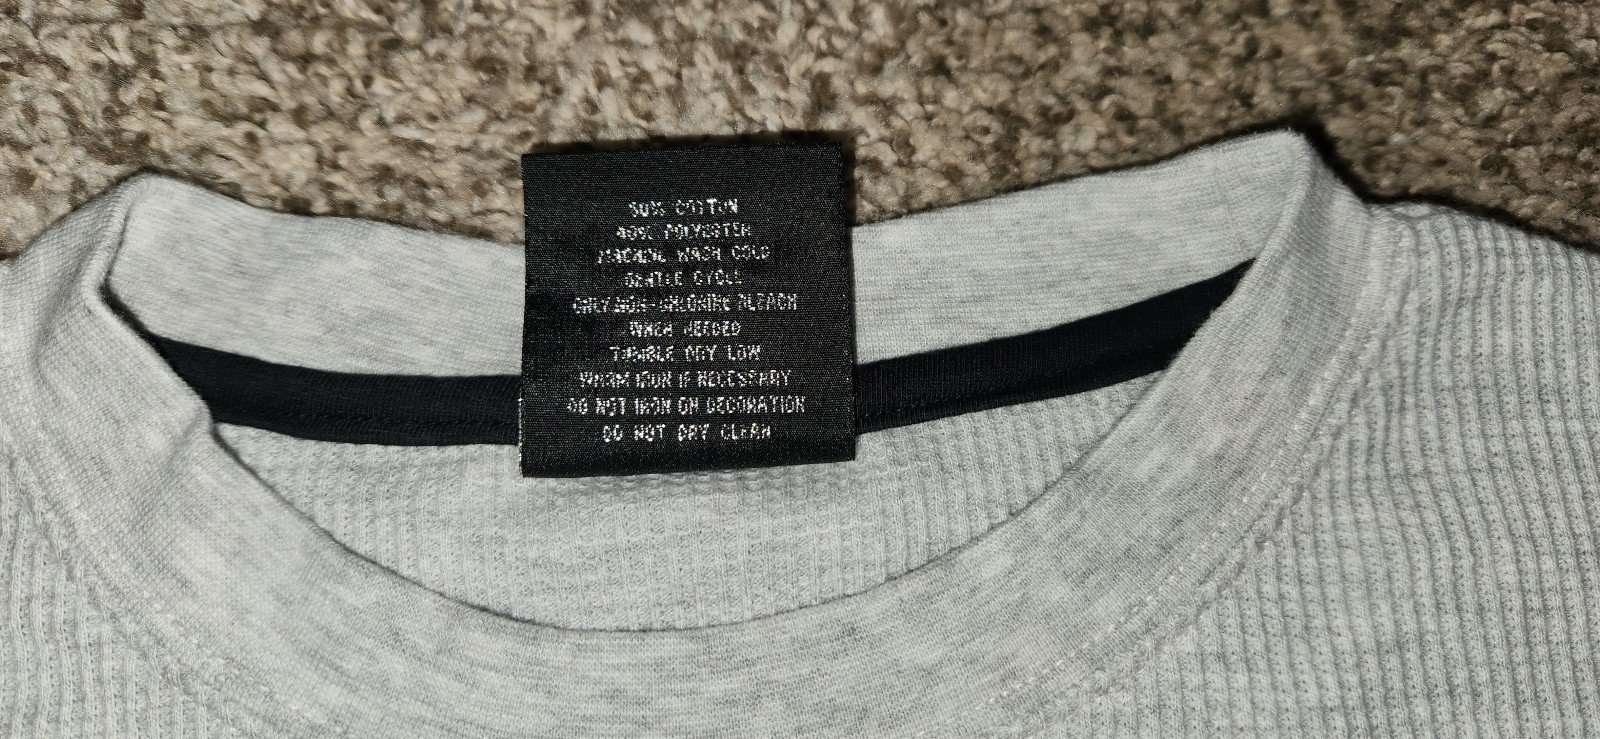 60% COTTON
40% POLYESTER
MACHINE WASH COLD
GENTLE CYCLE
ONLY NON-CHLORINE BLEACH
WHEN NEEDED
TUMBLE DRY LOW
WARM IRON IF NECESSARY
DO NOT IRON ON DECORATION
DO NOT DRY CLEAN